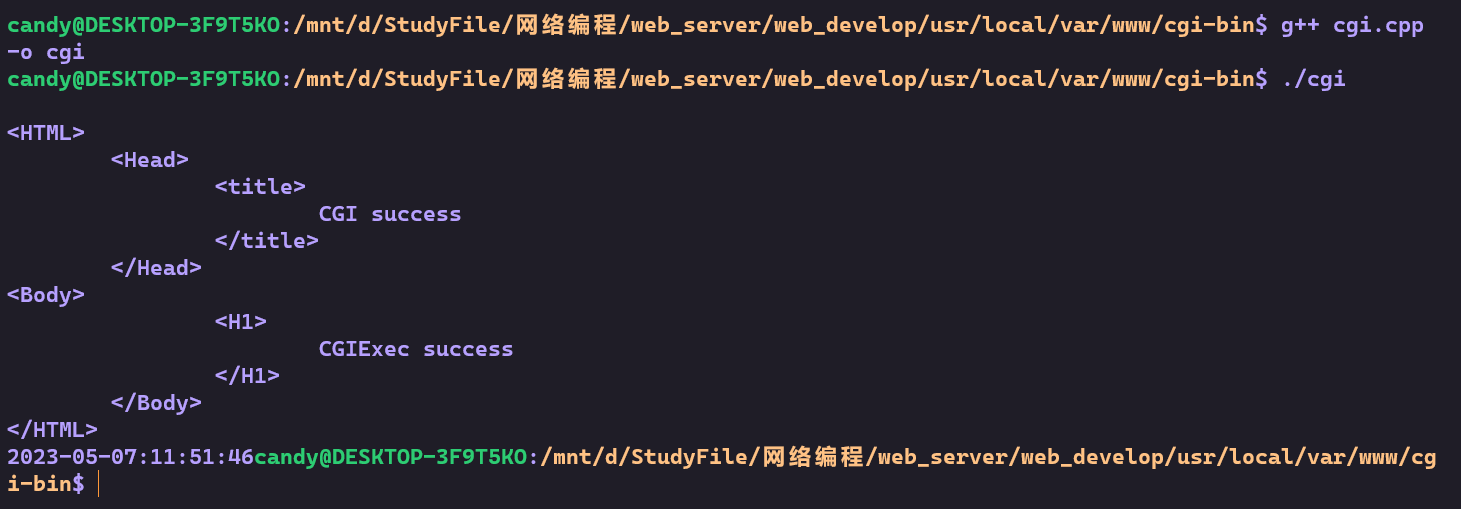 candy@DESKTOP-3F9T5KO:/mnt/d/StudyFile/网络编程/web_server/web_develop/usr/local/var/www/cgi-bin$ g++ cgi.cpp
-o cgi
candy@DESKTOP-3F9T5KO:/mnt/d/StudyFile/网络编程/web_server/web_develop/usr/local/var/www/cgi-bin$ ./cgi
<HTML>
<Head>
<title>
CGI success
</title>
</Head>
<Body>
<H1>
CGIExec success
</H1>
</Body>
</HTML>
2023-05-07:11:51:46candy@DESKTOP-3F9T5KO:/mnt/d/StudyFile/网络编程/web_server/web_develop/usr/local/var/www/cg
i-bin$